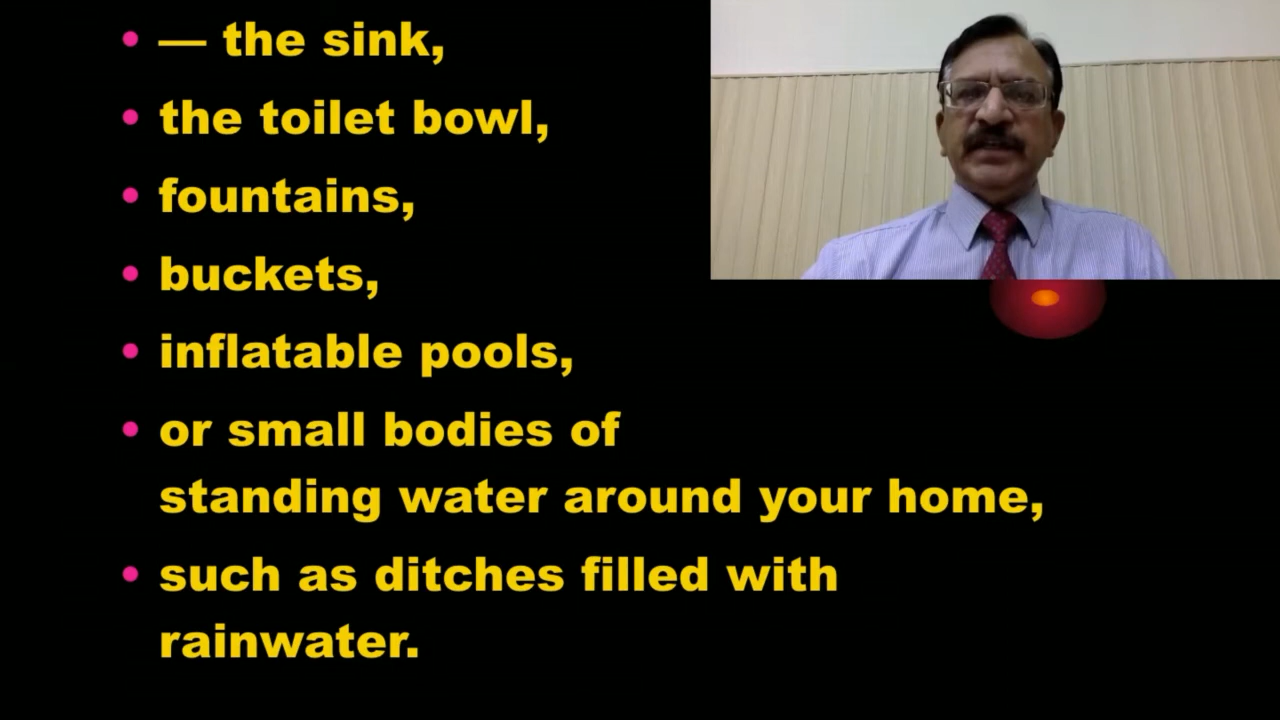 • — the sink,
• the toilet bowl,
• fountains,
• buckets,
• inflatable pools,
• or small bodies of
standing water around your home,
• such as ditches filled with
rainwater.